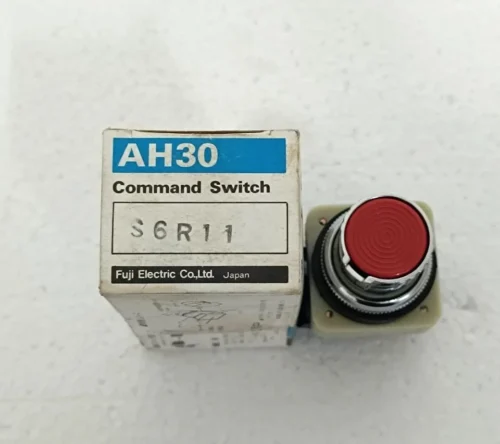 AH30
Command Switch
S6R11
Fuji Electric Co., Ltd. Japan